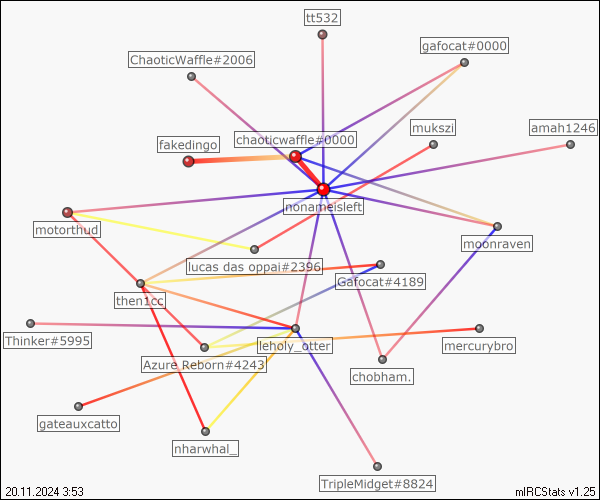 tt532
gafocat#0000
ChaoticWaffle#2006
mukszi
amah1246
chaoticwaffle#0000
fakedingo
nonameisleft
motorthud
moonraven
lucas das oppai#2396
Gafocat#4189
then1cc
Thinker#5995
leholy_otter
mercurybro
Azure Reborn#4243
chobham.
gateauxcatto
nharwhal_
TripleMidget#8824
20.11.2024 3:53
mIRCStats v1.25